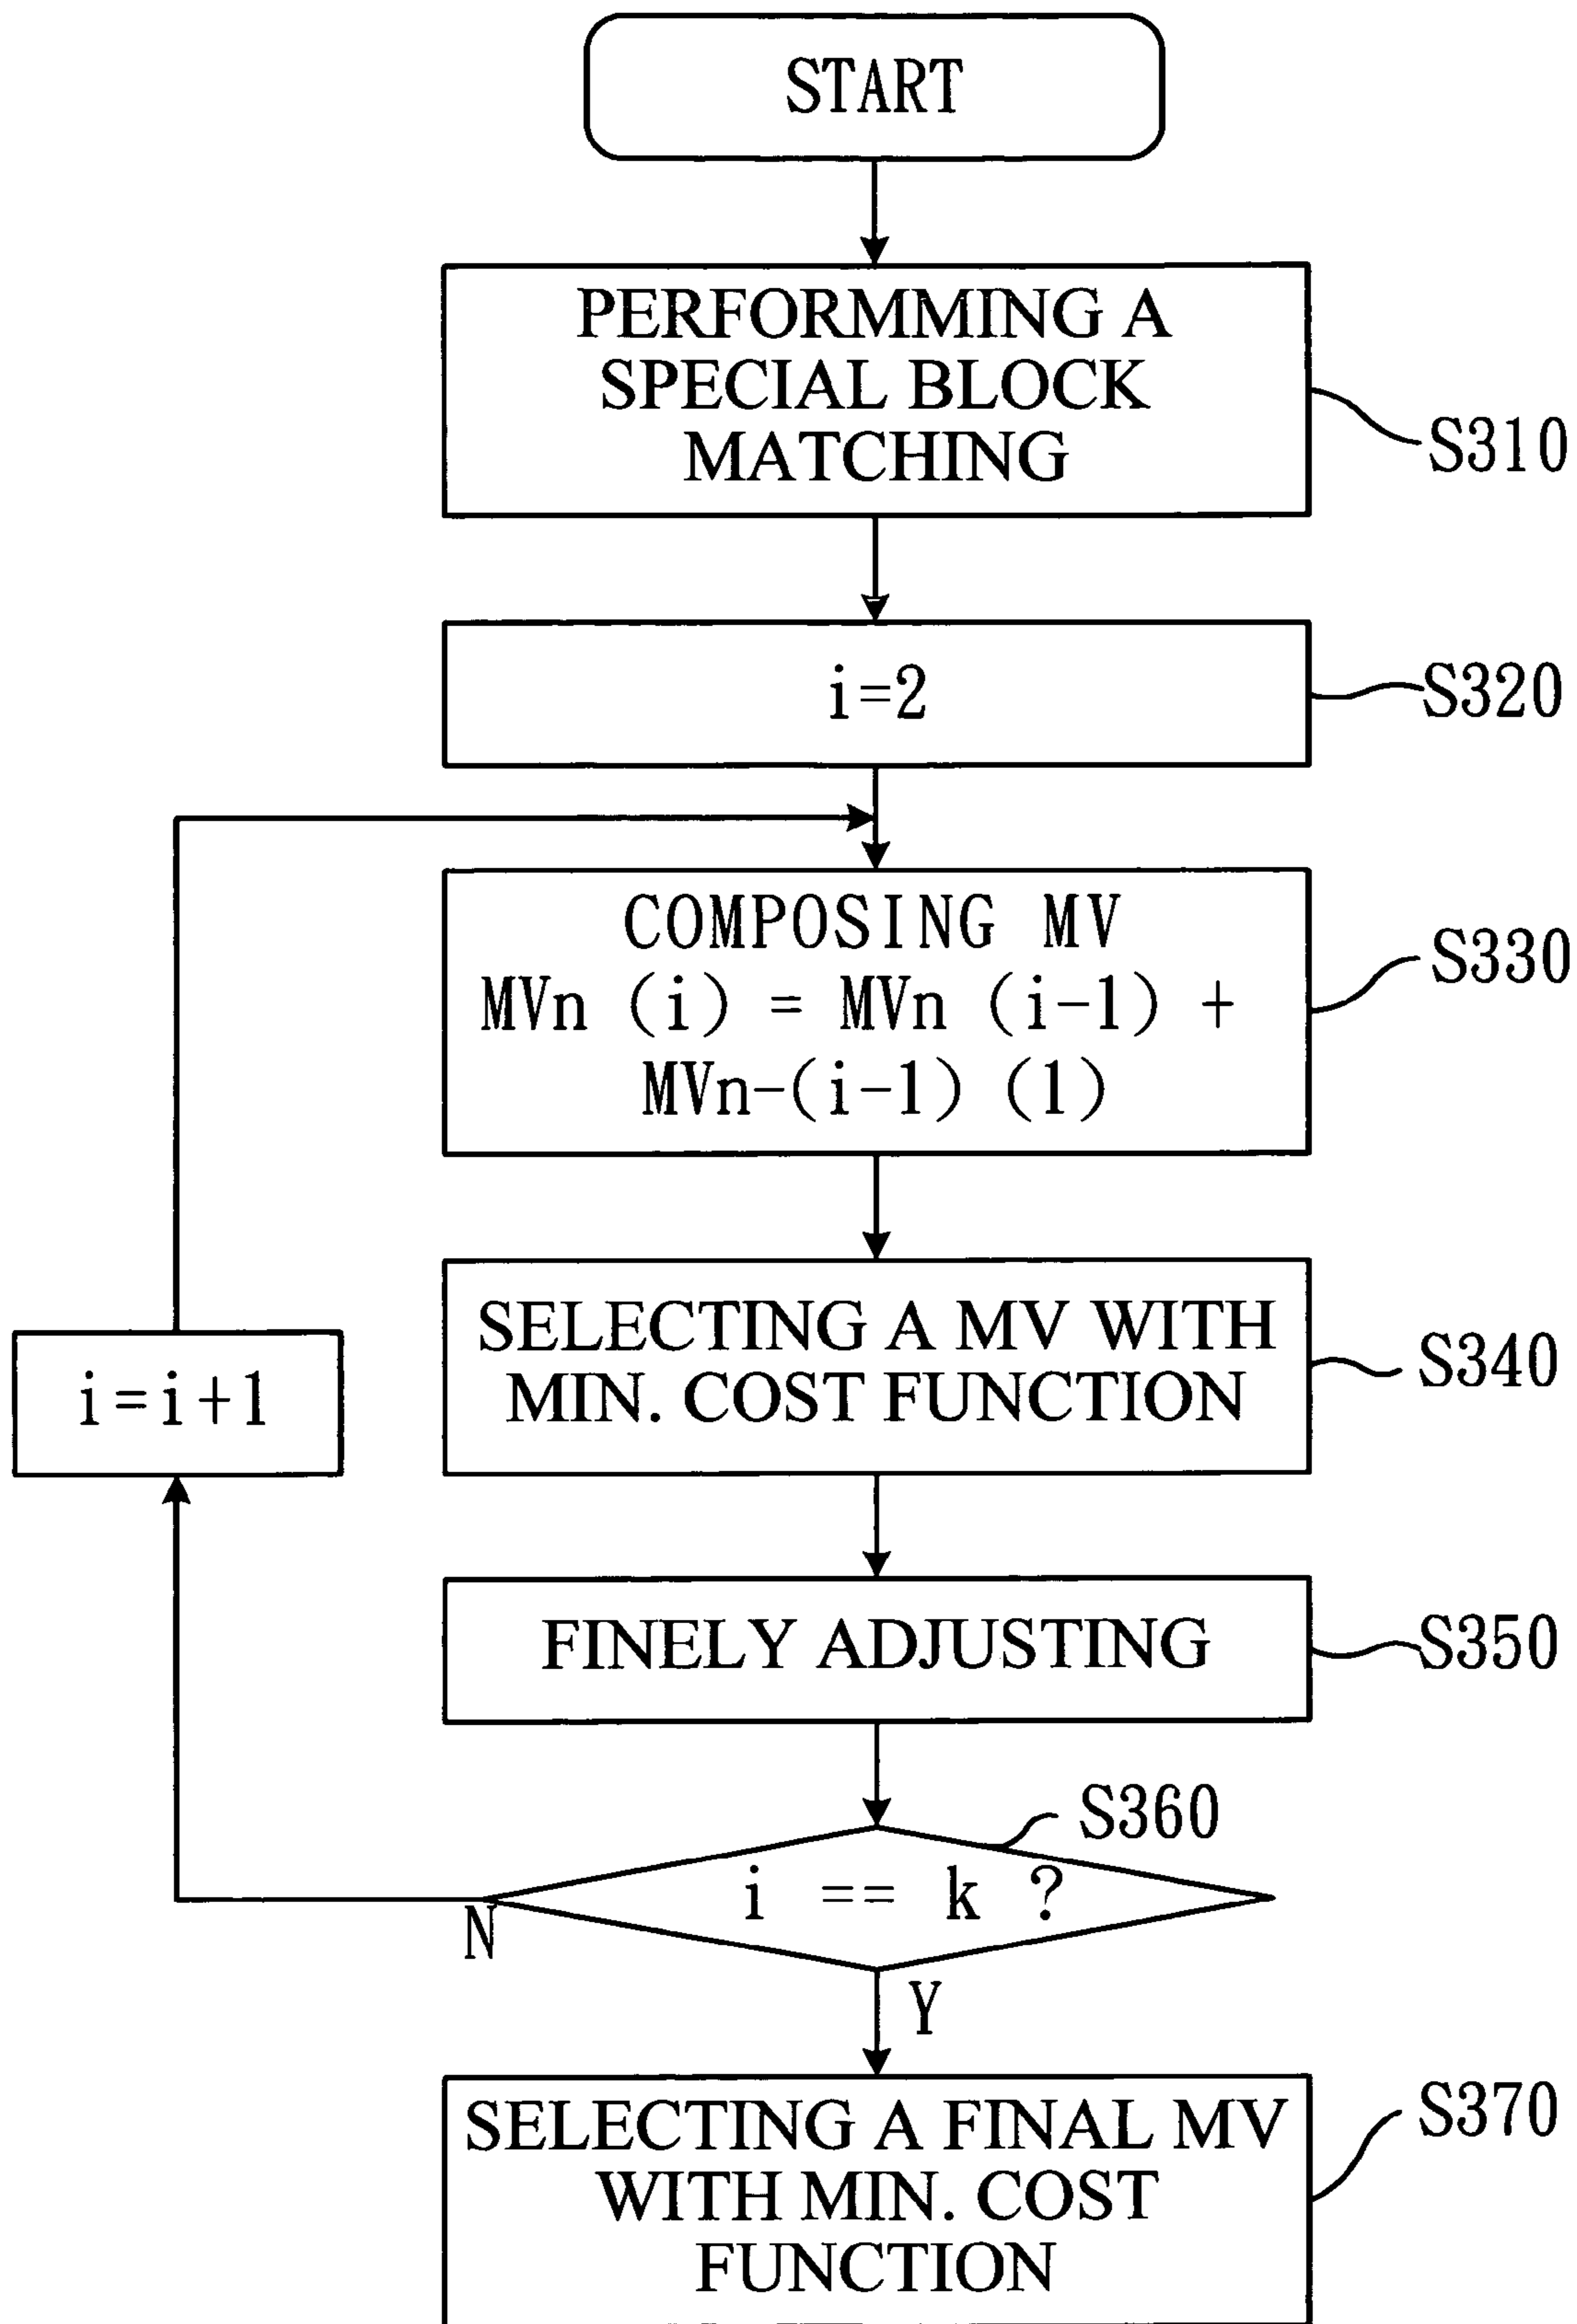 START
PERFORMMING A
SPECIAL BLOCK
MATCHING
S310
i=2
S320
COMPOSING MV
MVn (i) = MVn (i-1) +
MVn-(i-1) (1)
S330
SELECTING A MV WITH
MIN. COST FUNCTION
S340
i=i+1
FINELY ADJUSTING
S350
S360
i == k ?
N
Y
SELECTING A FINAL MV
WITH MIN. COST
FUNCTION
S370